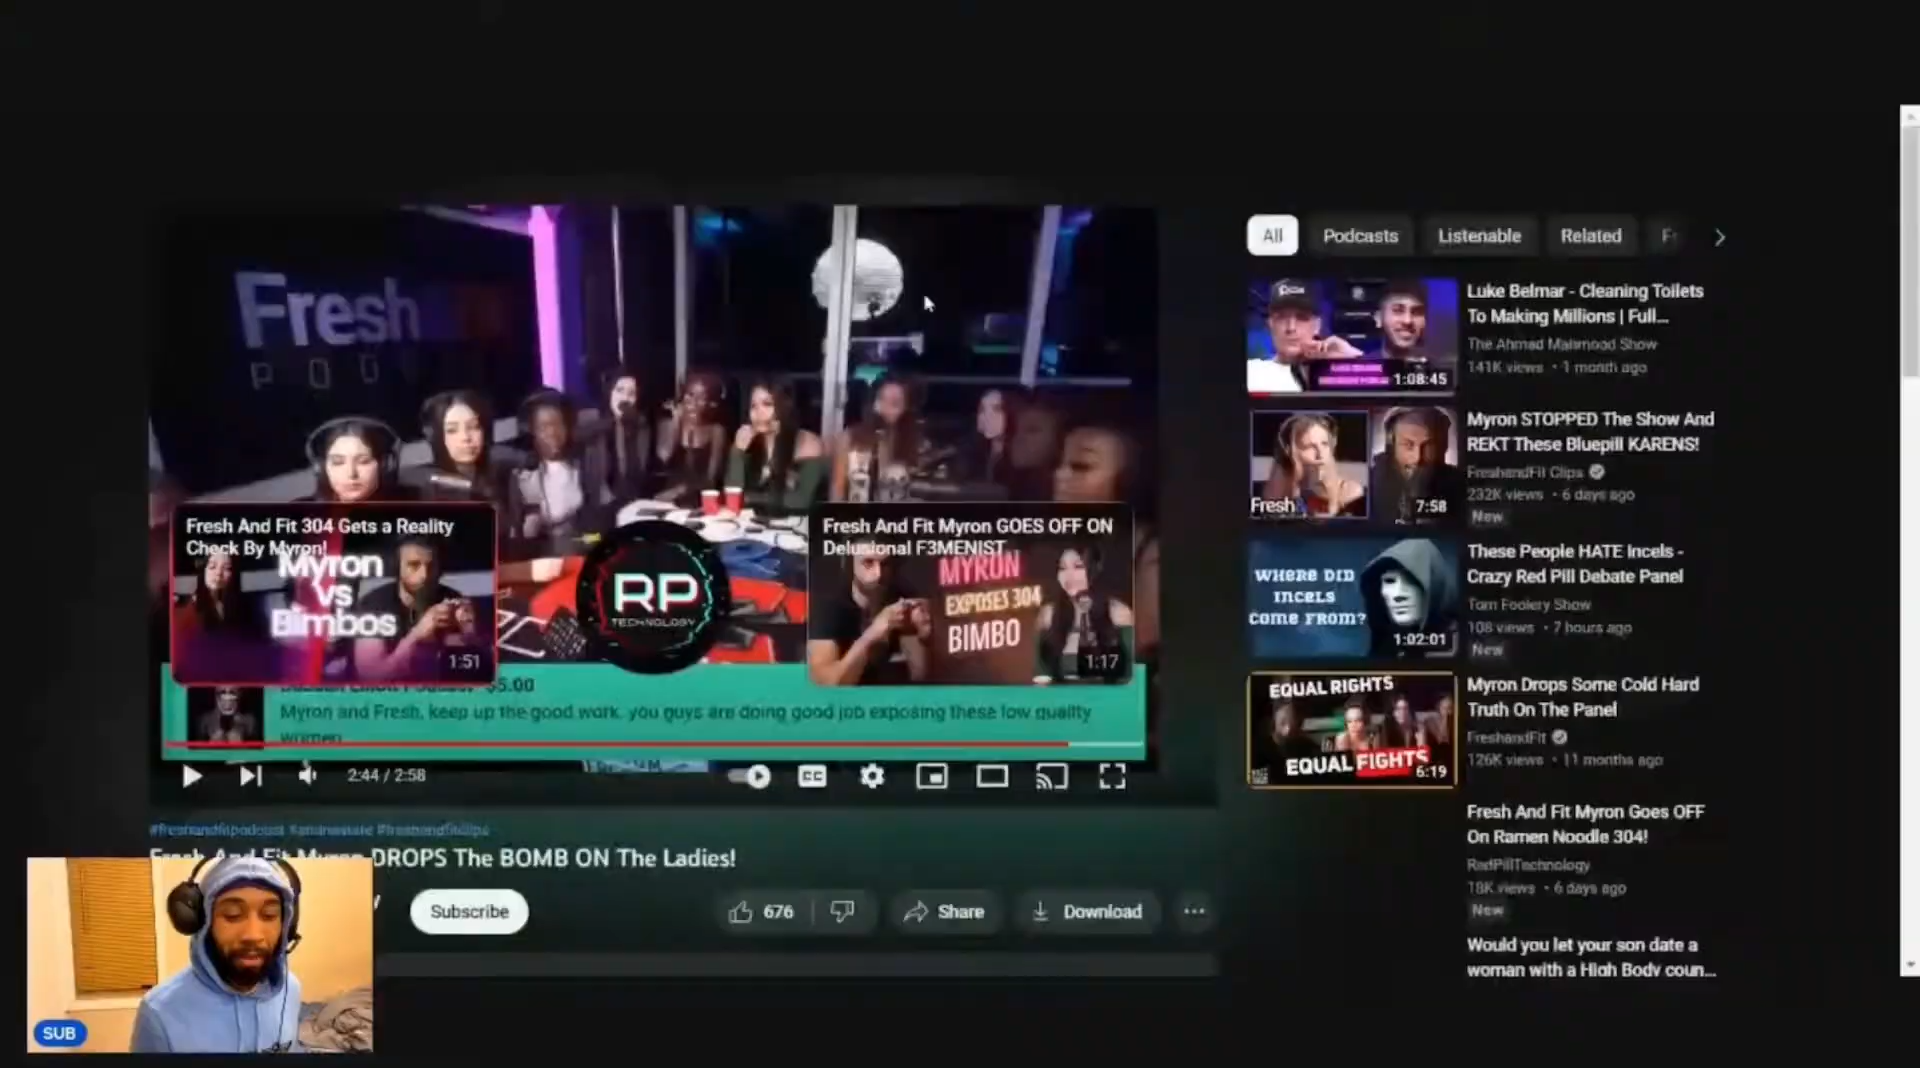 Fresh
POD
Fresh And Fit 304 Gets a Reality
Check By Myron!
Myron
vs
Bimbos
1:51
RP
TECHNOLOGY
Fresh And Fit Myron GOES OFF ON
Delusional F3MENIST
MYRON
EXPOSES 304
BIMBO
1:17
$5.00
Myron and Fresh, keep up the good work, you guys are doing good job exposing these low quality
women
2:44 / 2:58
CC
#freshandfitpodcast #andrewtate #freshandfitclips
Fresh And Fit Myron DROPS The BOMB ON The Ladies!
Subscribe
676
Share
Download
SUB
All
Podcasts
Listenable
Related
1:08:45
Luke Belmar - Cleaning Toilets
To Making Millions | Full...
The Ahmad Mahmood Show
141K views • 1 month ago
Fresh
7:58
Myron STOPPED The Show And
REKT These Bluepill KARENS!
FreshandFit Clips
232K views • 6 days ago
New
WHERE DID
INCELS
COME FROM?
1:02:01
These People HATE Incels -
Crazy Red Pill Debate Panel
Tom Foolery Show
108 views • 7 hours ago
New
EQUAL RIGHTS
EQUAL FIGHTS
6:19
Myron Drops Some Cold Hard
Truth On The Panel
FreshandFit
126K views • 11 months ago
Fresh And Fit Myron Goes OFF
On Ramen Noodle 304!
RedPillTechnology
18K views • 6 days ago
New
Would you let your son date a
woman with a High Body coun...